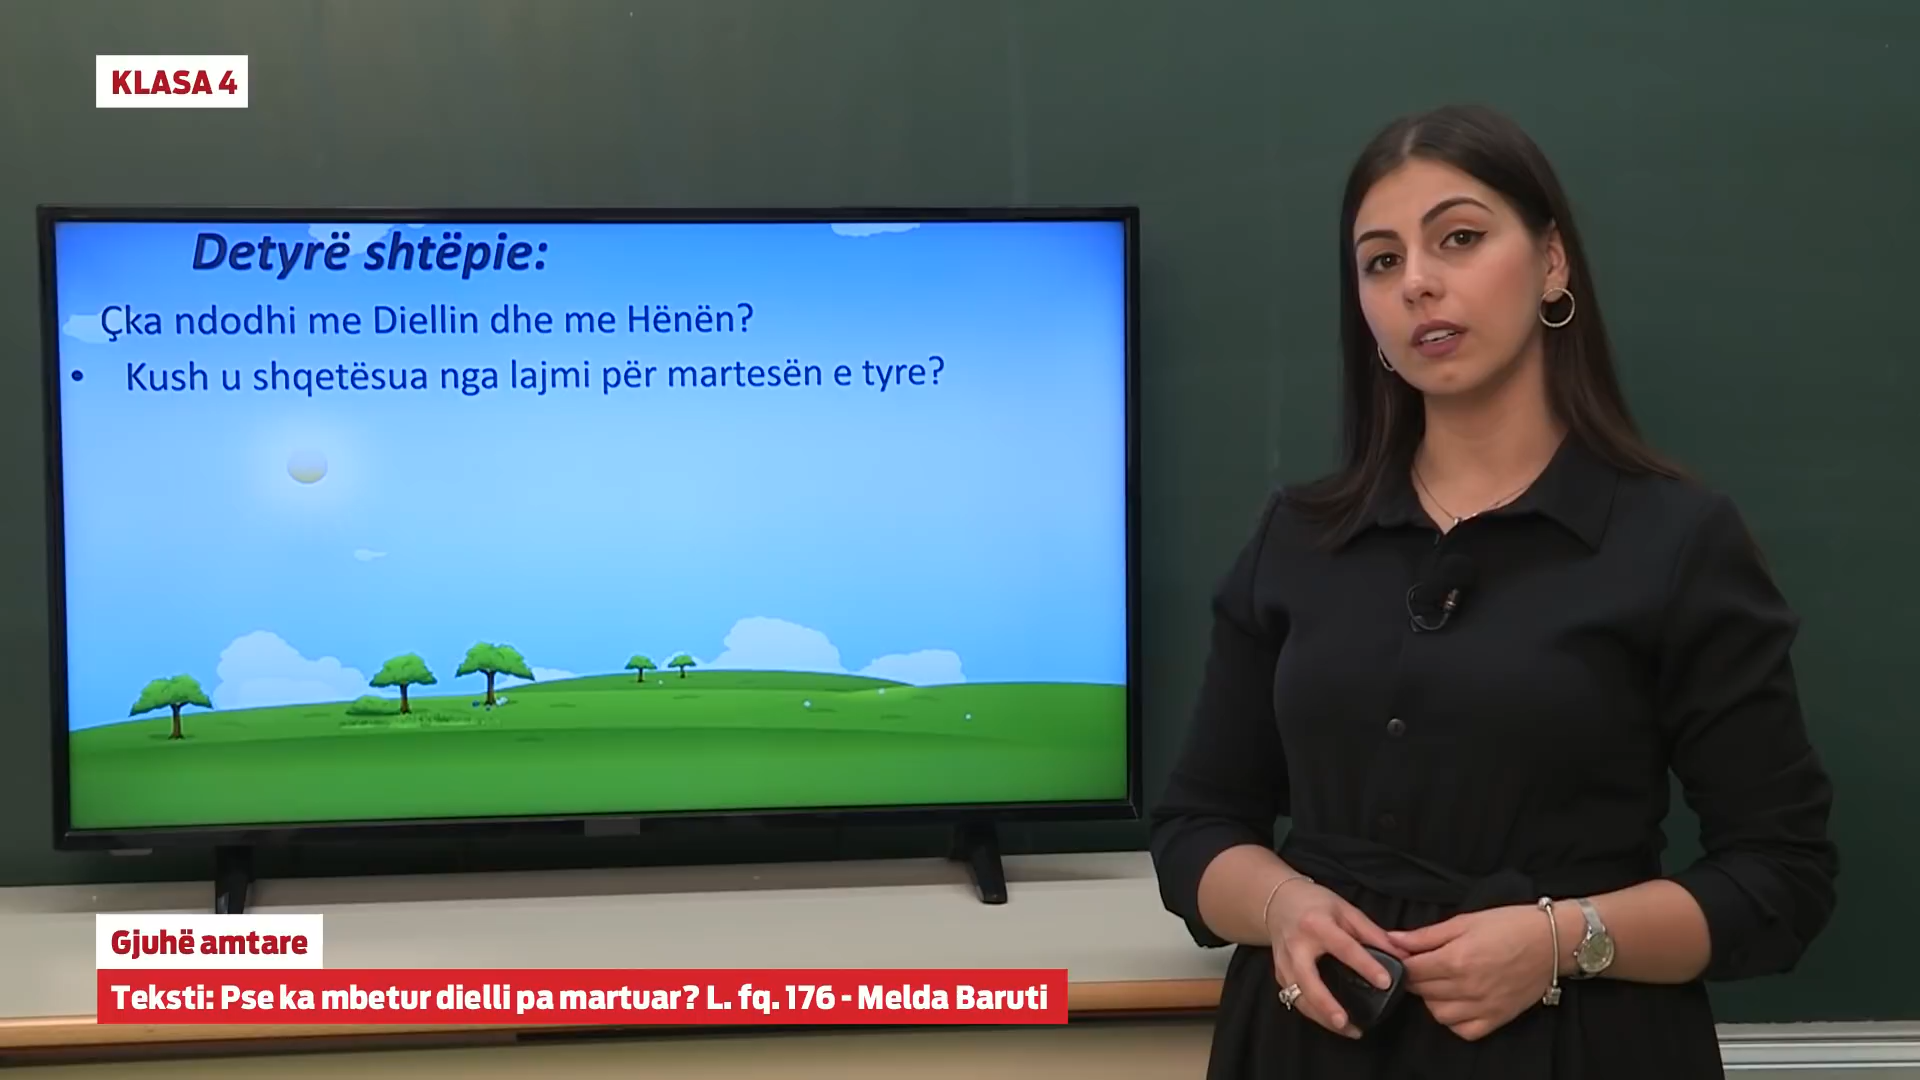 KLASA 4
Detyrë shtëpie:
Çka ndodhi me Diellin dhe me Hënën?
• Kush u shqetësua nga lajmi për martesën e tyre?
Gjuhë amtare
Teksti: Pse ka mbetur dielli pa martuar? L. fq. 176 - Melda Baruti